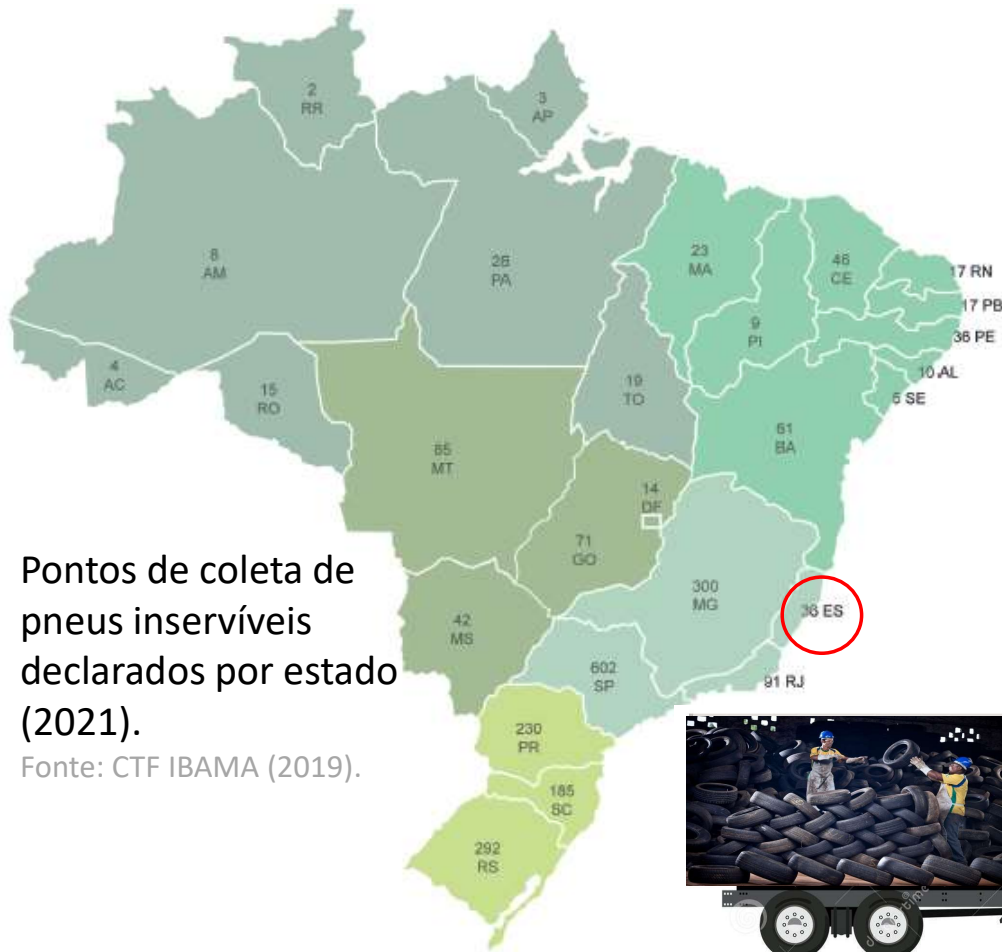 2
RR
3
AP
8
AM
28
PA
23
MA
46
CE
17 RN
17 PB
9
PI
36 PE
4
AC
15
RO
19
TO
10 AL
5 SE
61
BA
65
MT
14
DF
71
GO
300
MG
38 ES
42
MS
602
SP
91 RJ
230
PR
185
SC
292
RS
Pontos de coleta de
pneus inservíveis
declarados por estado
(2021).
Fonte: CTF IBAMA (2019).